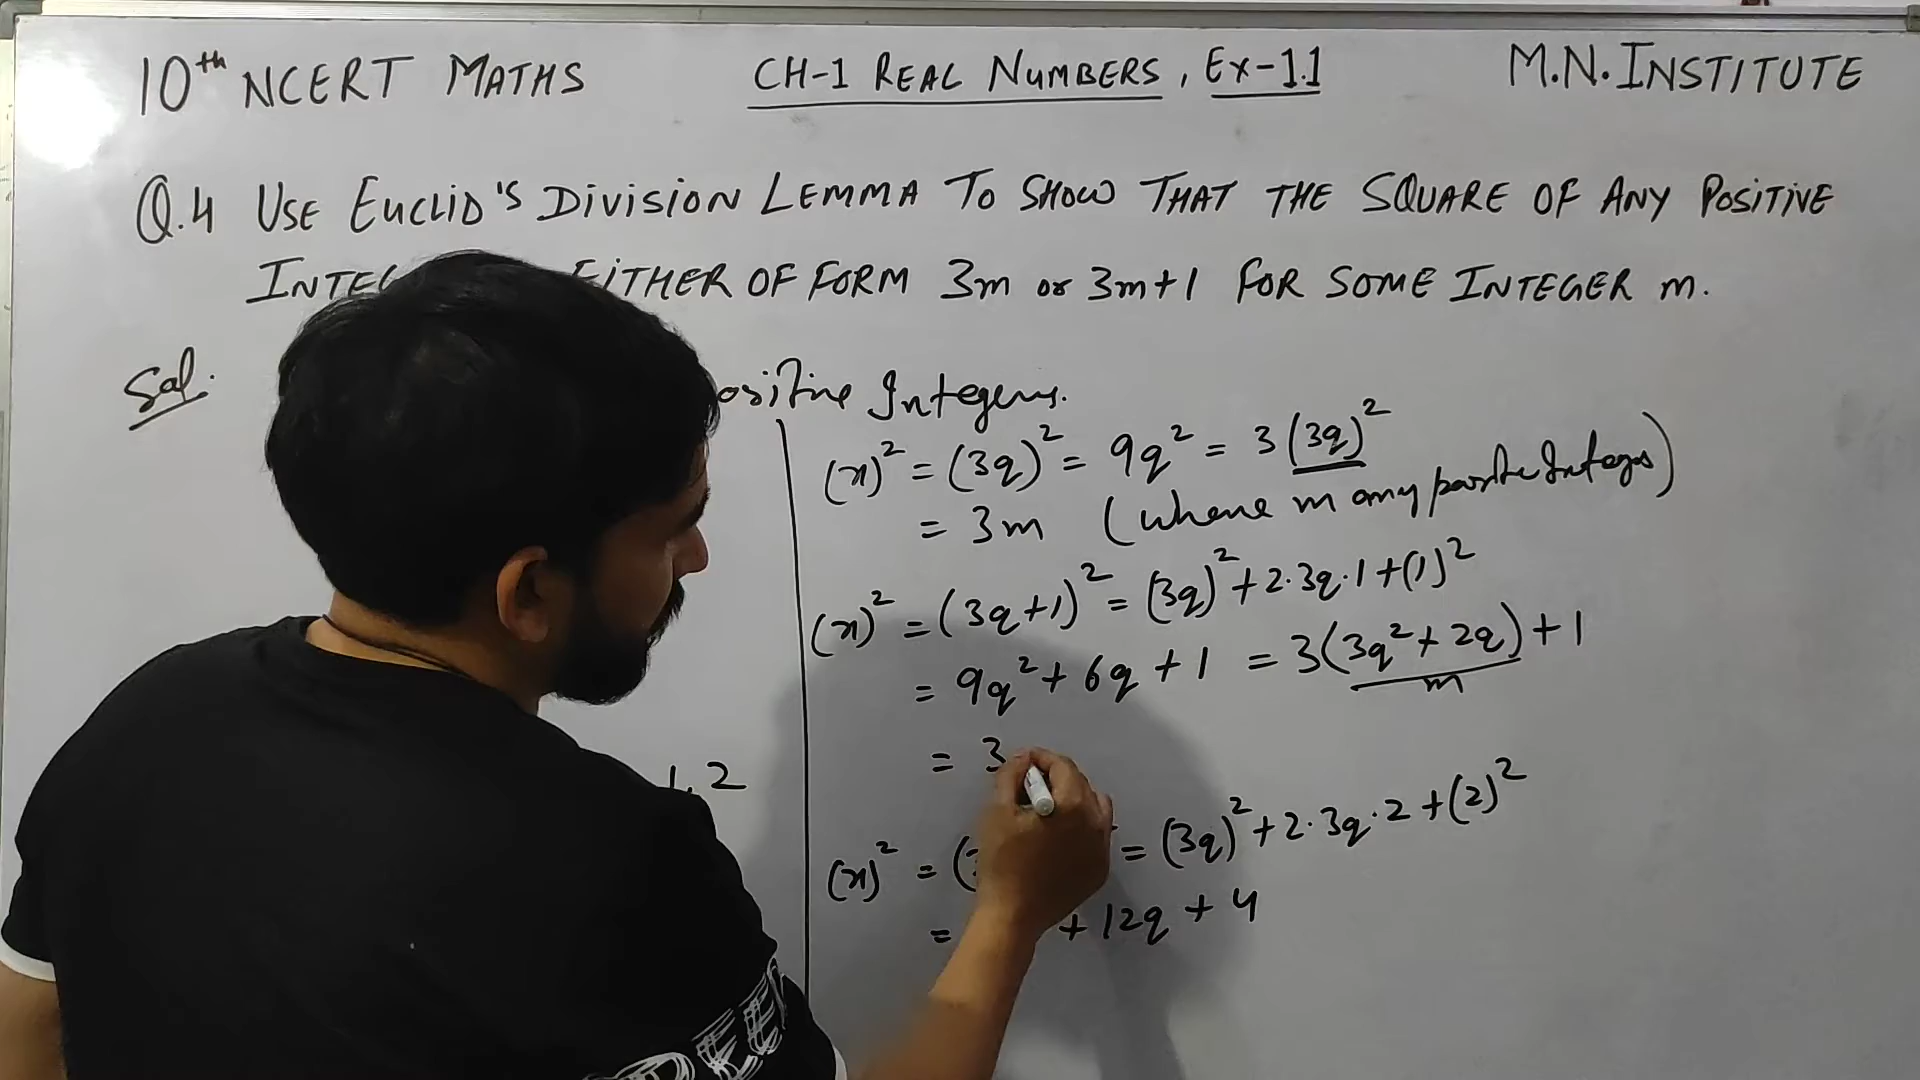 10th NCERT MATHS
CH-1 REAL NUMBERS, Ex-1.1
M.N. INSTITUTE
Q.4 USE EUCLID'S DIVISION LEMMA TO SHOW THAT THE SQUARE OF ANY POSITIVE
EITHER OF FORM 3m or 3m+1 FOR SOME INTEGER m.
Sol.
Integers.
(x)² = (3q)² = 9q² = 3(3q)²
= 3m (where m any positive Integers)
(x)² = (3q+1)² = (3q)² + 2·3q·1 + (1)²
= 9q² + 6q + 1 = 3(3q² + 2q) + 1
m
= 3
1, 2
(x)² = ( = (3q)² + 2·3q·2 + (2)²
= + 12q + 4